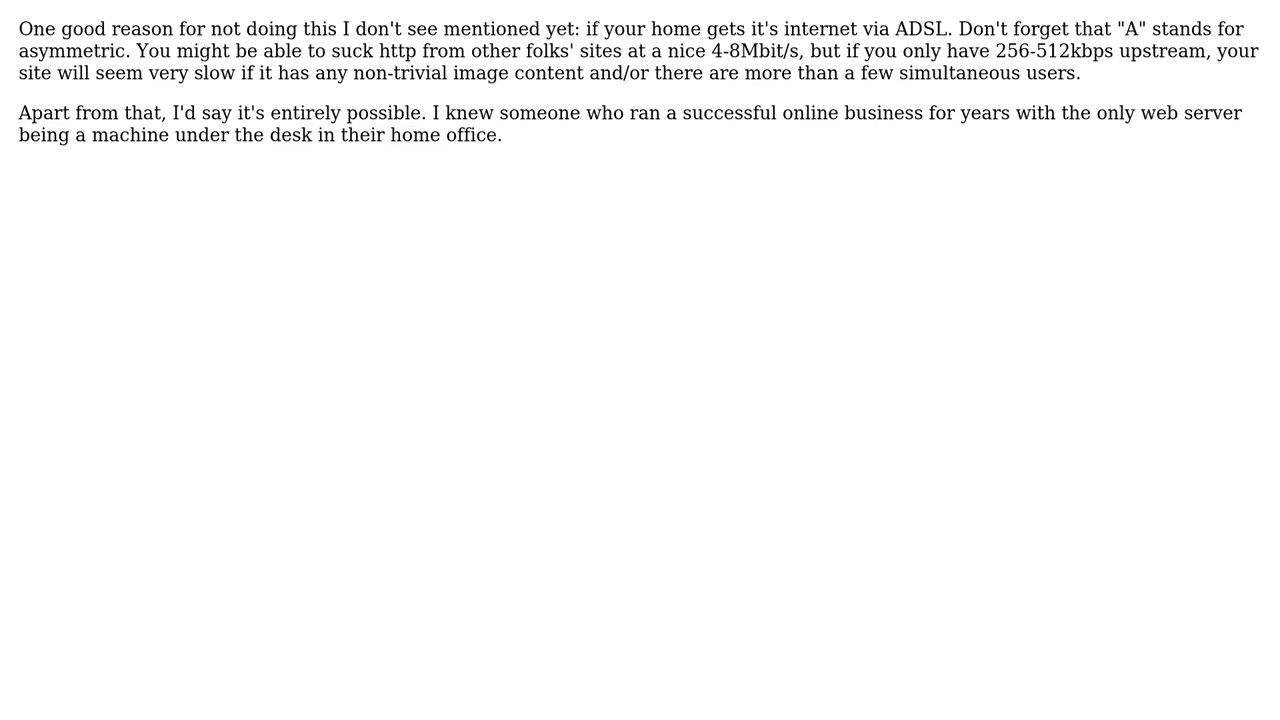 One good reason for not doing this I don't see mentioned yet: if your home gets it's internet via ADSL. Don't forget that "A" stands for
asymmetric. You might be able to suck http from other folks' sites at a nice 4-8Mbit/s, but if you only have 256-512kbps upstream, your
site will seem very slow if it has any non-trivial image content and/or there are more than a few simultaneous users.
Apart from that, I'd say it's entirely possible. I knew someone who ran a successful online business for years with the only web server
being a machine under the desk in their home office.